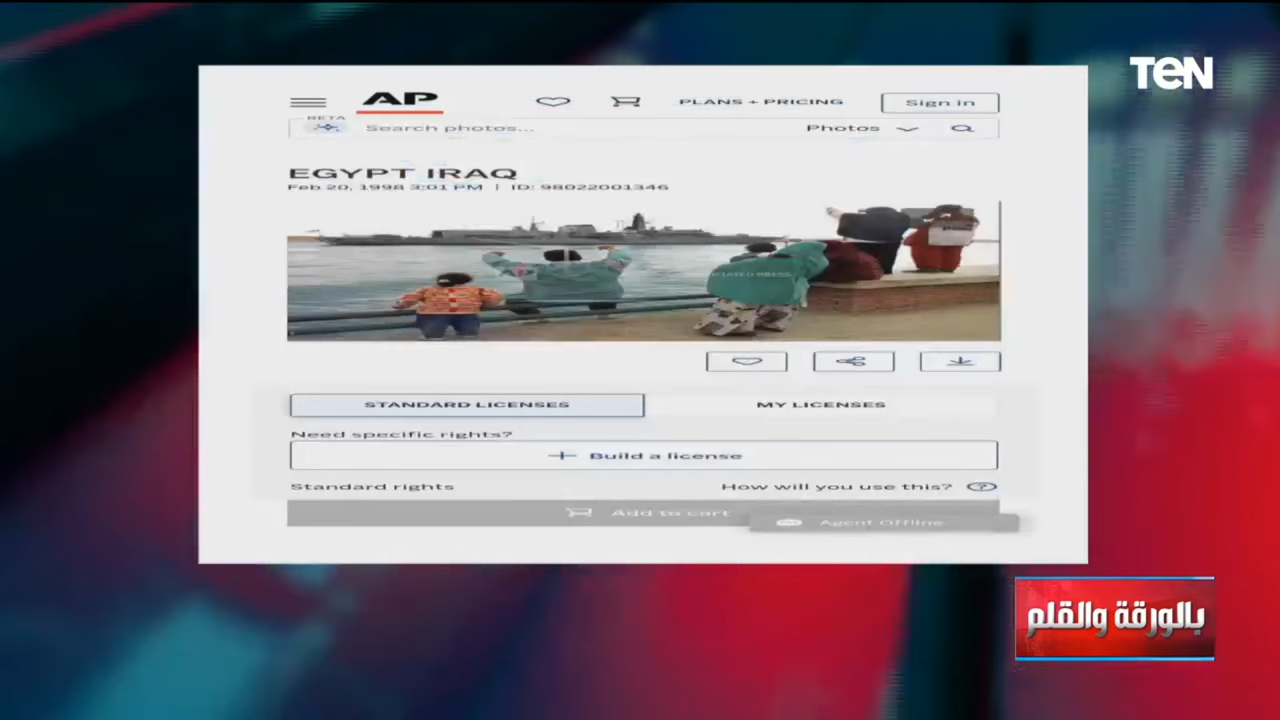 TEN
AP
PLANS + PRICING
Sign in
BETA
Search photos...
Photos
EGYPT IRAQ
Feb 20, 1998 3:01 PM | ID: 98022001346
STANDARD LICENSES
MY LICENSES
Need specific rights?
+ Build a license
Standard rights
How will you use this? ?
Add to cart
Agent Offline
بالورقة والقلم